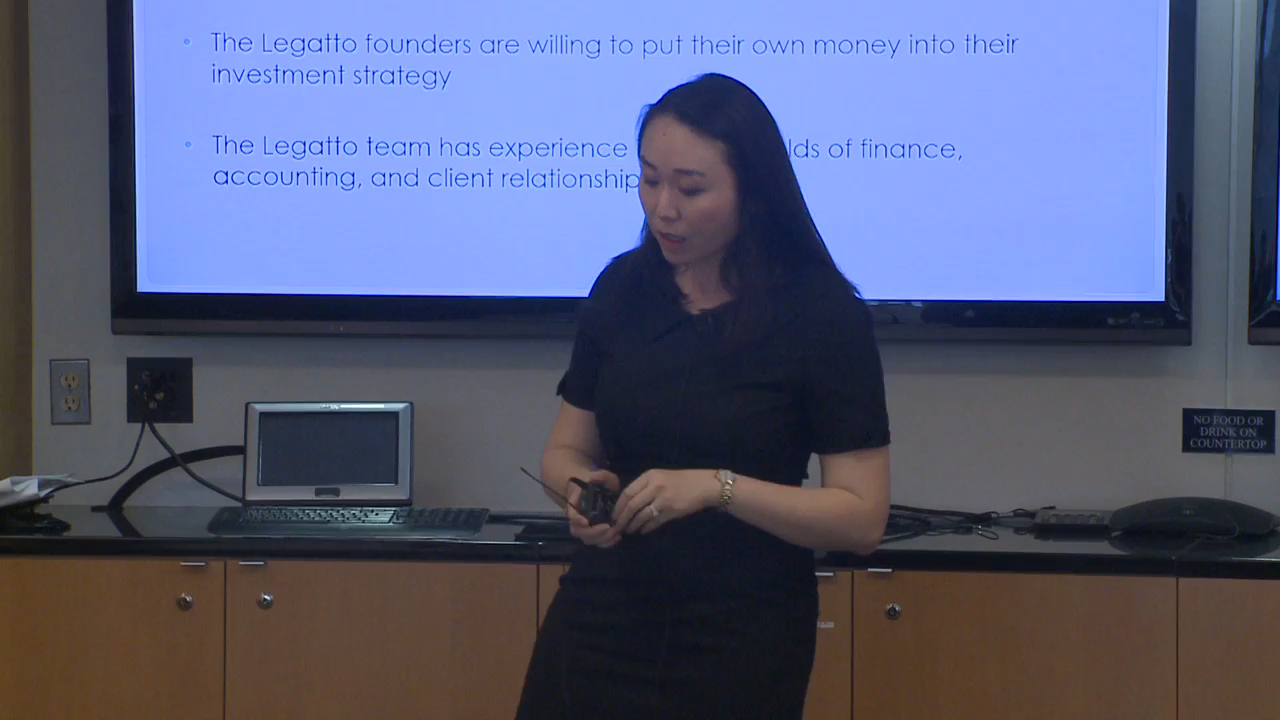 The Legatto founders are willing to put their own money into their
investment strategy
The Legatto team has experience lds of finance,
accounting, and client relationship
NO FOOD OR
DRINK ON
COUNTERTOP